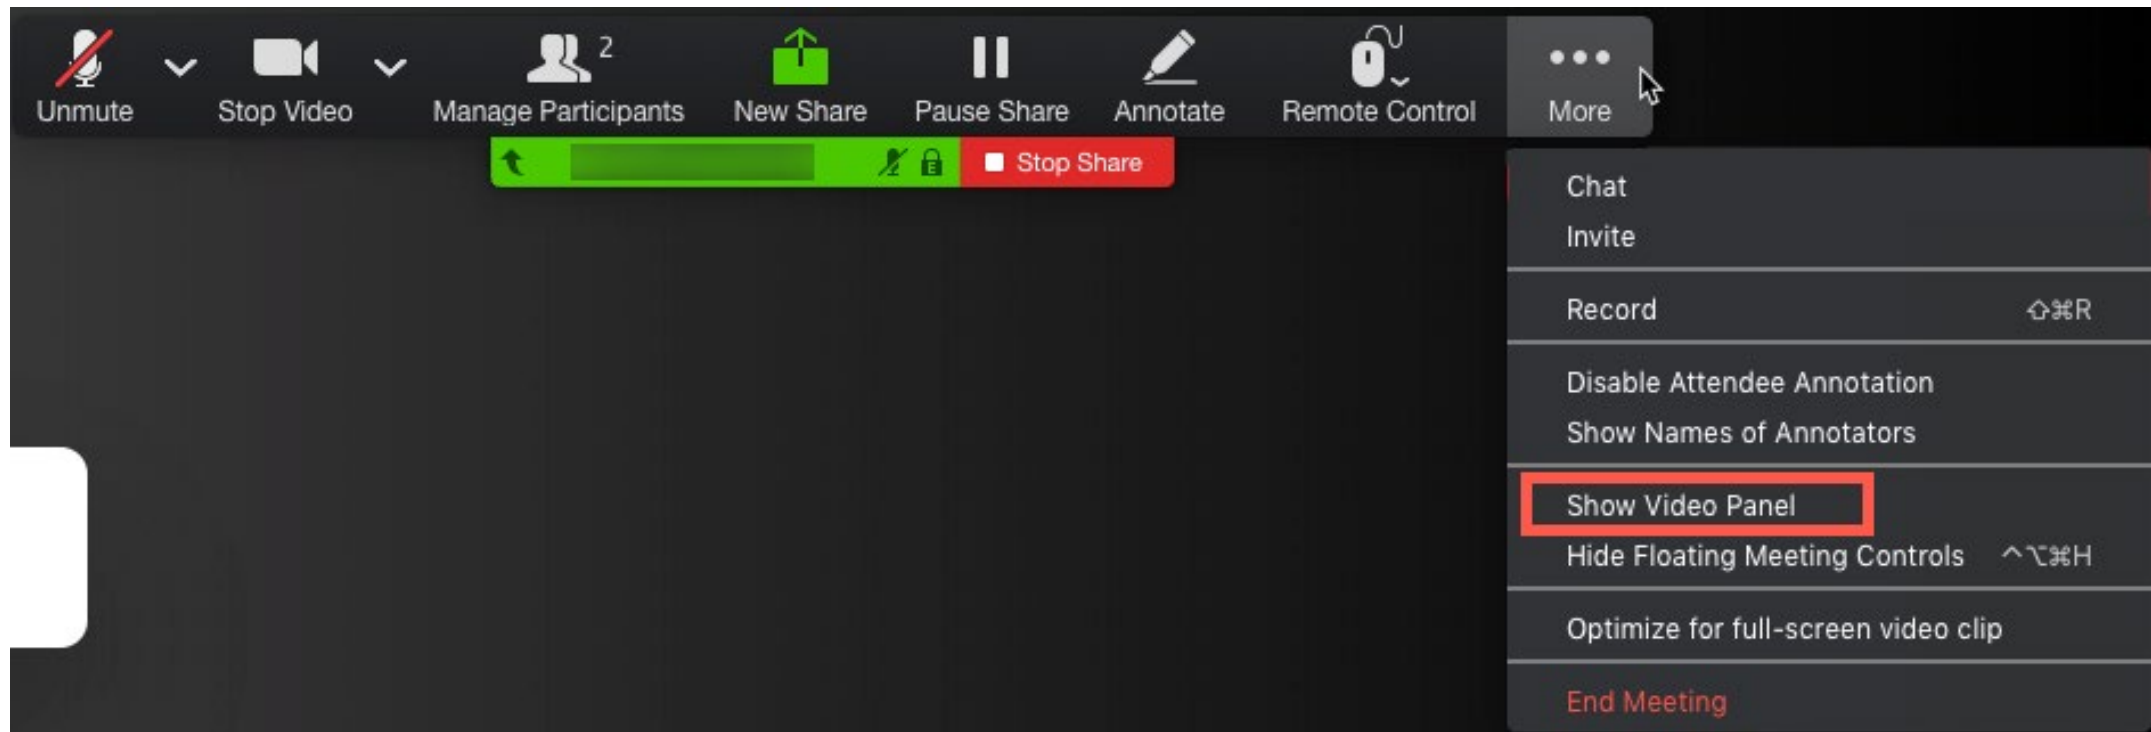 2
Unmute Stop Video Manage Participants New Share Pause Share Annotate Remote Control More
E Stop Share
Chat
Invite
Record ⇧⌘R
Disable Attendee Annotation
Show Names of Annotators
Show Video Panel
Hide Floating Meeting Controls ^⌥⌘H
Optimize for full-screen video clip
End Meeting